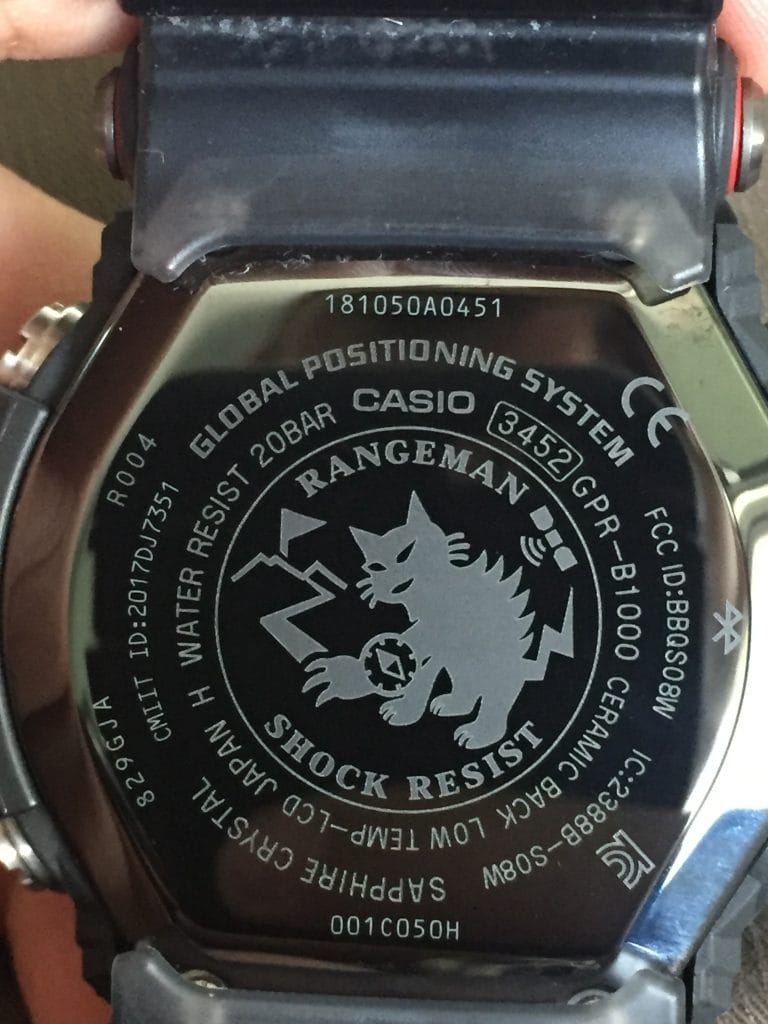 181050A0451
GLOBAL POSITIONING SYSTEM
CASIO
3452
GPR-B1000 CERAMIC BACK LOW TEMP-LCD JAPAN H WATER RESIST 20BAR
RANGEMAN
SHOCK RESIST
R004
CMIIT ID:2017DJ7351
829GJA
SAPPHIRE CRYSTAL
CE
FCC ID:BBQS08W
IC:2388B-S08W
001C050H